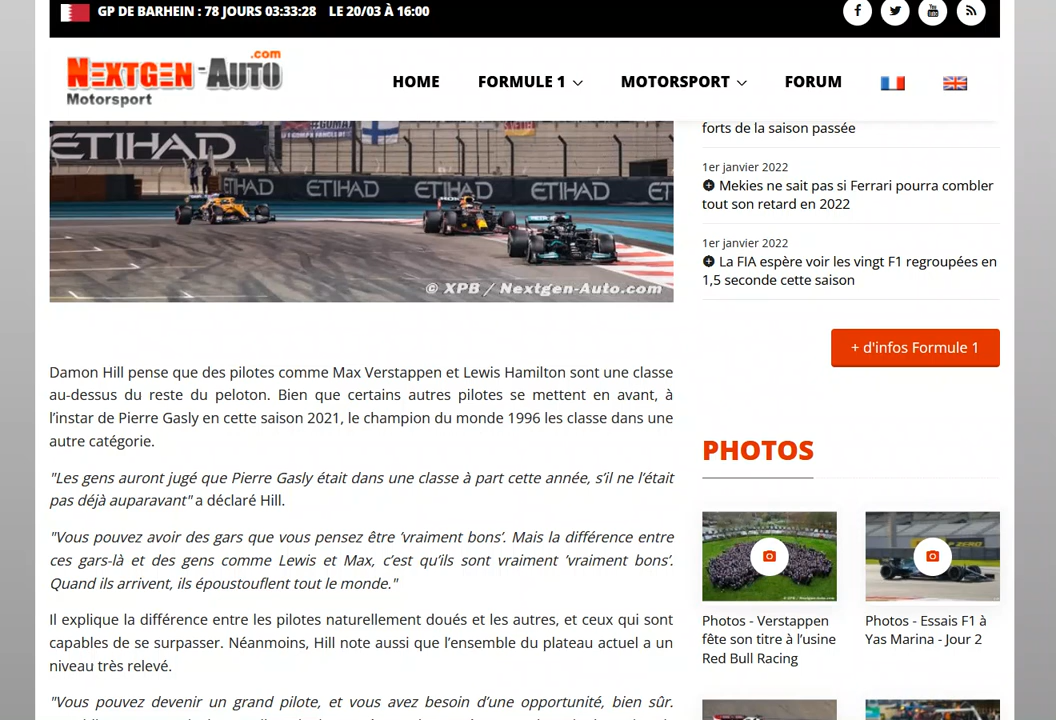 GP DE BARHEIN : 78 JOURS 03:33:28 LE 20/03 À 16:00
NEXTGEN-AUTO
.com
Motorsport
HOME FORMULE 1 MOTORSPORT FORUM
ETIHAD
ETIHAD ETIHAD ETIHAD ETIHAD ET
© XPB / Nextgen-Auto.com
Damon Hill pense que des pilotes comme Max Verstappen et Lewis Hamilton sont une classe
au-dessus du reste du peloton. Bien que certains autres pilotes se mettent en avant, à
l’instar de Pierre Gasly en cette saison 2021, le champion du monde 1996 les classe dans une
autre catégorie.
"Les gens auront jugé que Pierre Gasly était dans une classe à part cette année, s’il ne l’était
pas déjà auparavant" a déclaré Hill.
"Vous pouvez avoir des gars que vous pensez être ’vraiment bons’. Mais la différence entre
ces gars-là et des gens comme Lewis et Max, c’est qu’ils sont vraiment ’vraiment bons’.
Quand ils arrivent, ils époustouflent tout le monde."
Il explique la différence entre les pilotes naturellement doués et les autres, et ceux qui sont
capables de se surpasser. Néanmoins, Hill note aussi que l’ensemble du plateau actuel a un
niveau très relevé.
"Vous pouvez devenir un grand pilote, et vous avez besoin d’une opportunité, bien sûr.
forts de la saison passée
1er janvier 2022
Mekies ne sait pas si Ferrari pourra combler
tout son retard en 2022
1er janvier 2022
La FIA espère voir les vingt F1 regroupées en
1,5 seconde cette saison
+ d'infos Formule 1
PHOTOS
Photos - Verstappen
fête son titre à l’usine
Red Bull Racing
Photos - Essais F1 à
Yas Marina - Jour 2